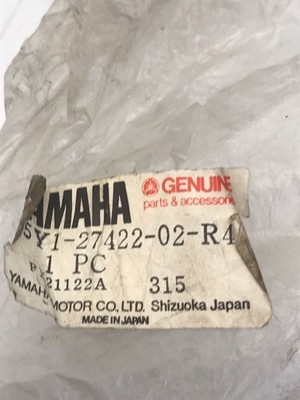 YAMAHA GENUINE
parts & accessories
5Y1-27422-02-R4
1 PC
21122A 315
YAMAHA MOTOR CO., LTD. Shizuoka Japan
MADE IN JAPAN